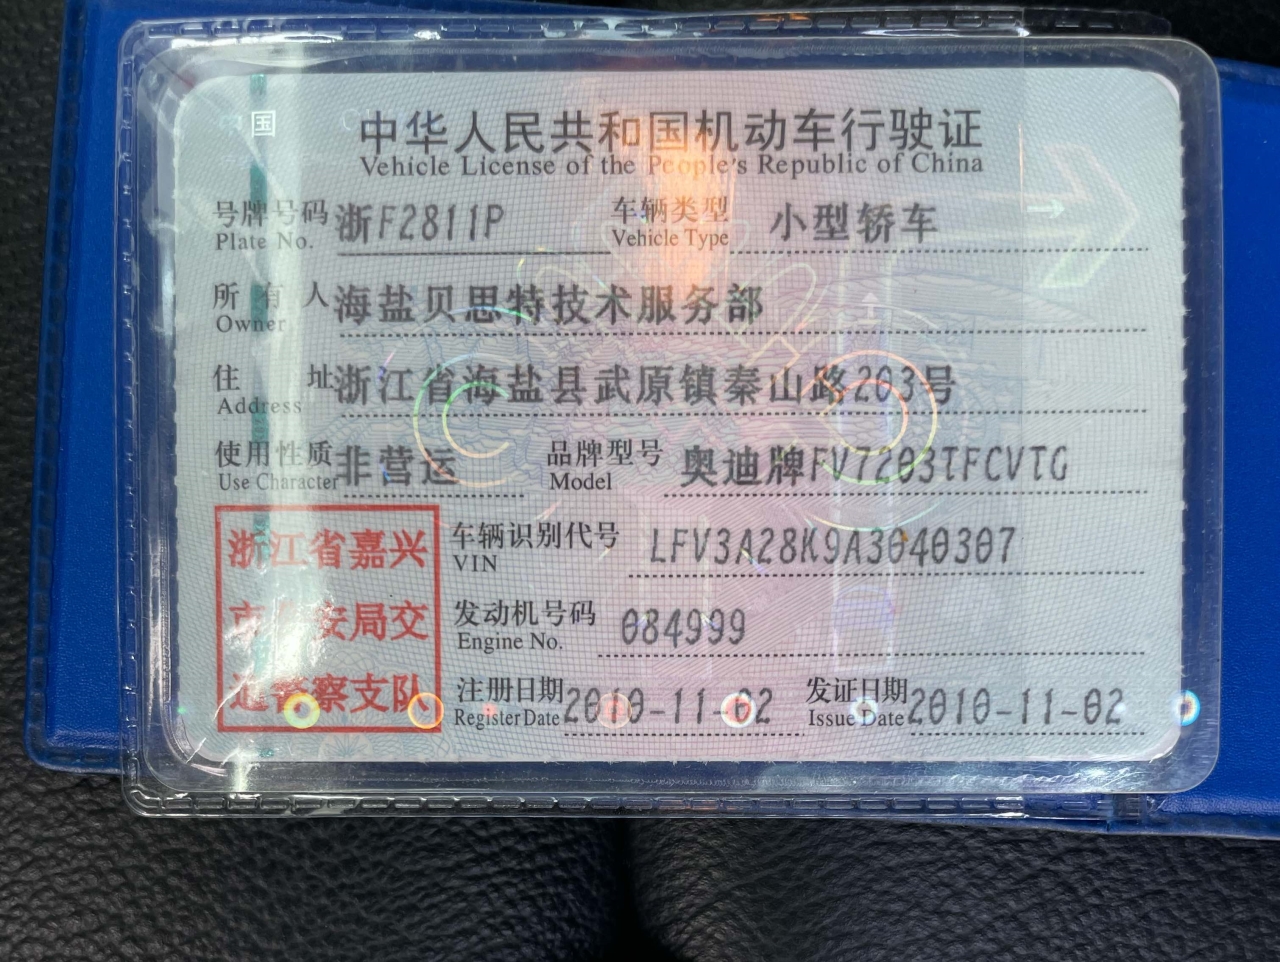 中华人民共和国机动车行驶证
Vehicle License of the People's Republic of China
号牌号码 浙F2811P 车辆类型 小型轿车
Plate No. Vehicle Type
所有人 海盐贝思特技术服务部
Owner
住址 浙江省海盐县武原镇秦山路203号
Address
使用性质 非营运 品牌型号 奥迪牌FV7203TFCVTG
Use Character Model
浙江省嘉兴
车辆识别代号 LFV3A28K9A3040307
VIN
安局交
发动机号码 084999
Engine No.
警察支队
注册日期 2010-11-02 发证日期 2010-11-02
Register Date Issue Date
国